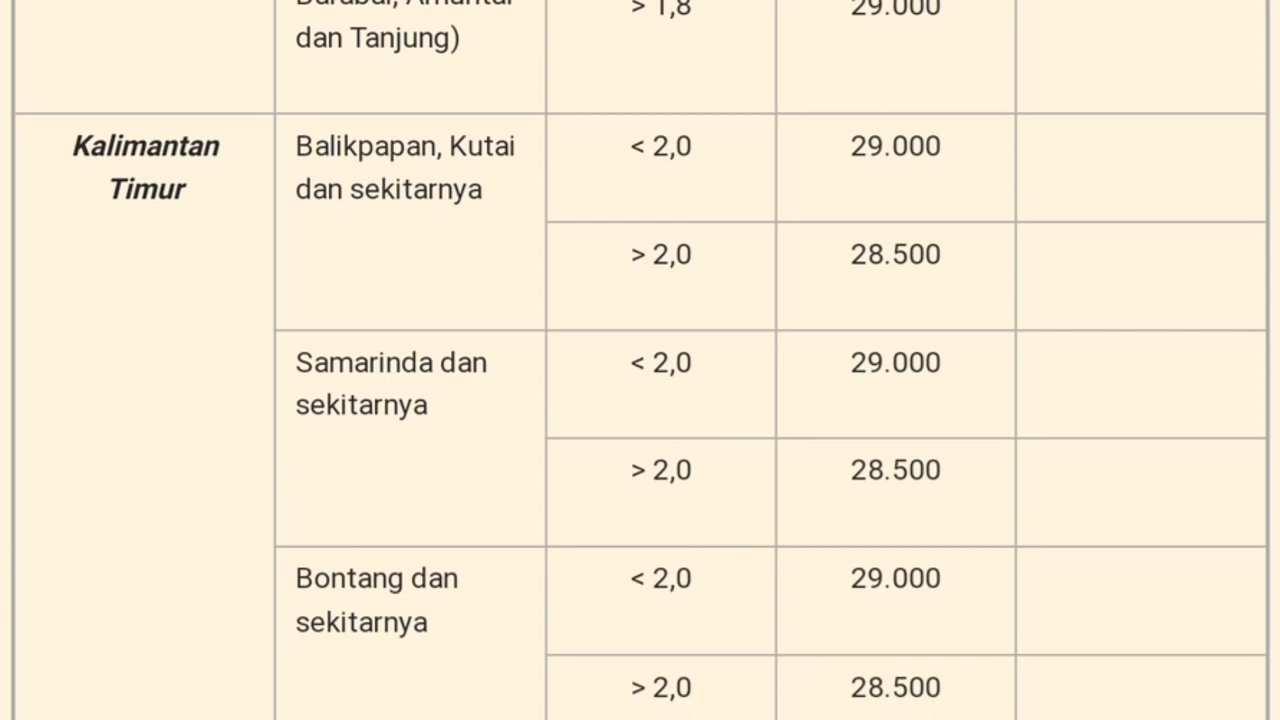 > 1,8 29.000
dan Tanjung)
Kalimantan Balikpapan, Kutai < 2,0 29.000
Timur dan sekitarnya
> 2,0 28.500
Samarinda dan < 2,0 29.000
sekitarnya
> 2,0 28.500
Bontang dan < 2,0 29.000
sekitarnya
> 2,0 28.500